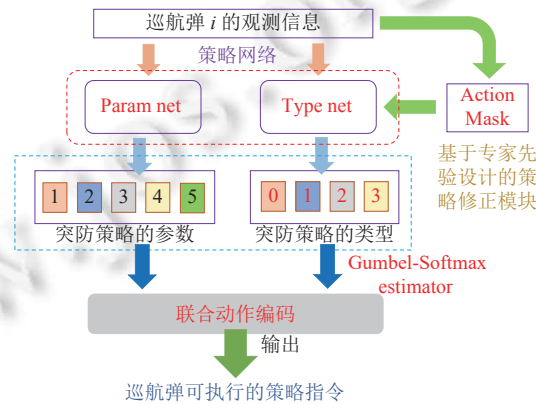 巡航弹 i 的观测信息
策略网络
Param net
Type net
Action
Mask
基于专家先
验设计的策
略修正模块
1 2 3 4 5
0 1 2 3
突防策略的参数
突防策略的类型
Gumbel-Softmax
estimator
联合动作编码
输出
巡航弹可执行的策略指令